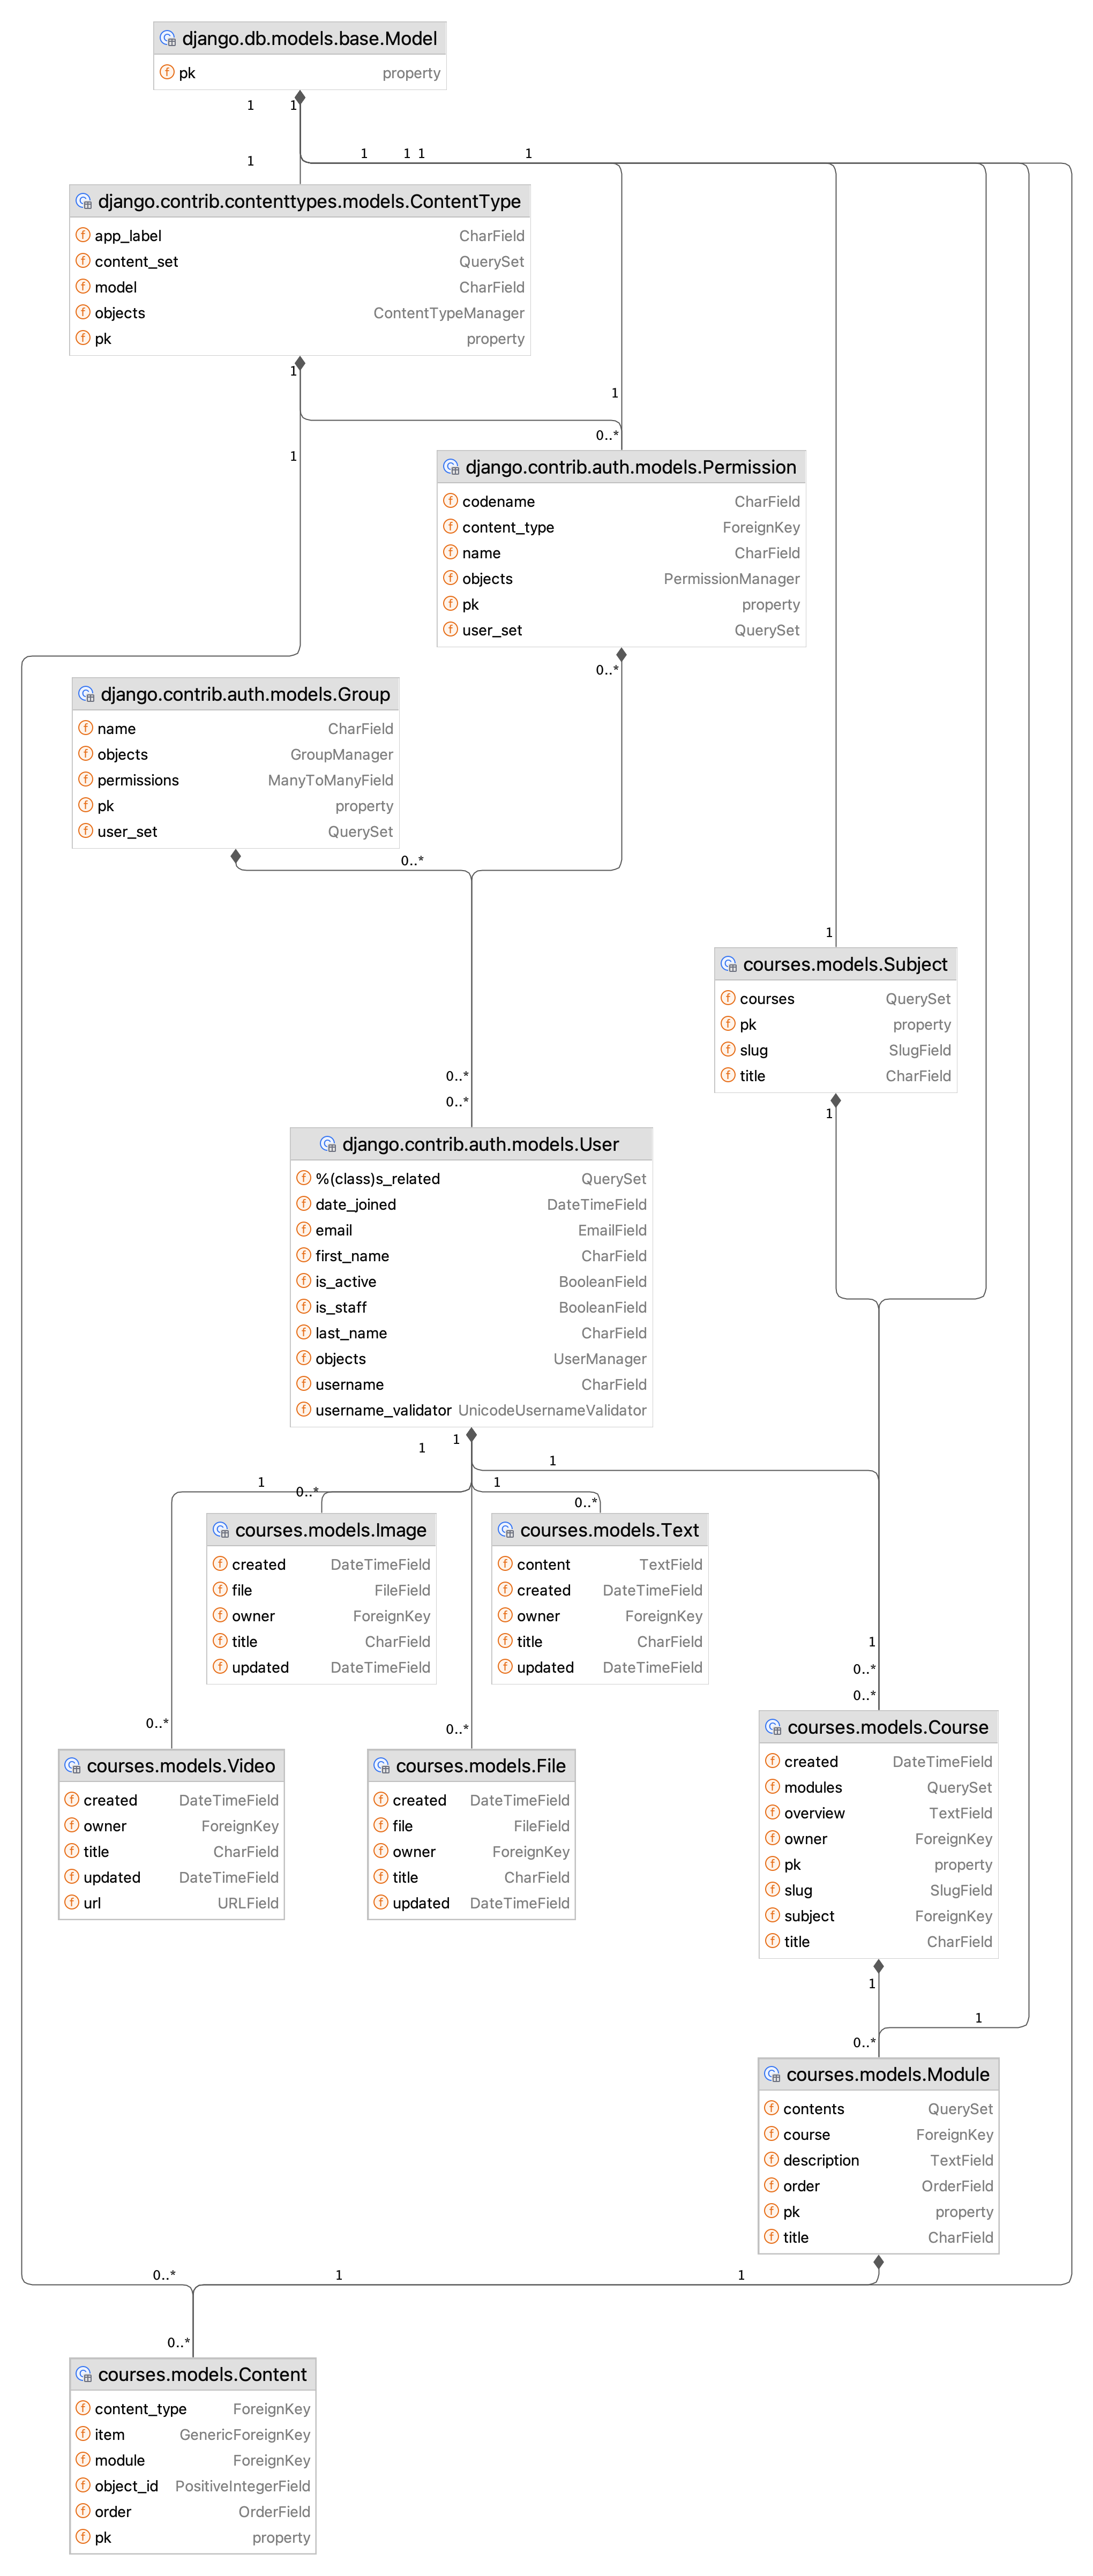 django.db.models.base.Model
pk property
1 1
1 1 1 1 1
django.contrib.contenttypes.models.ContentType
app_label CharField
content_set QuerySet
model CharField
objects ContentTypeManager
pk property
1
1
0..*
1
django.contrib.auth.models.Permission
codename CharField
content_type ForeignKey
name CharField
objects PermissionManager
pk property
user_set QuerySet
0..*
django.contrib.auth.models.Group
name CharField
objects GroupManager
permissions ManyToManyField
pk property
user_set QuerySet
0..*
1
courses.models.Subject
courses QuerySet
pk property
slug SlugField
title CharField
1
0..*
0..*
django.contrib.auth.models.User
%(class)s_related QuerySet
date_joined DateTimeField
email EmailField
first_name CharField
is_active BooleanField
is_staff BooleanField
last_name CharField
objects UserManager
username CharField
username_validator UnicodeUsernameValidator
1 1
1
1 0..* 1
0..*
courses.models.Image
created DateTimeField
file FileField
owner ForeignKey
title CharField
updated DateTimeField
courses.models.Text
content TextField
created DateTimeField
owner ForeignKey
title CharField
updated DateTimeField
1
0..*
0..*
0..* 0..*
courses.models.Video
created DateTimeField
owner ForeignKey
title CharField
updated DateTimeField
url URLField
courses.models.File
created DateTimeField
file FileField
owner ForeignKey
title CharField
updated DateTimeField
courses.models.Course
created DateTimeField
modules QuerySet
overview TextField
owner ForeignKey
pk property
slug SlugField
subject ForeignKey
title CharField
1
1
0..*
courses.models.Module
contents QuerySet
course ForeignKey
description TextField
order OrderField
pk property
title CharField
0..* 1 1
0..*
courses.models.Content
content_type ForeignKey
item GenericForeignKey
module ForeignKey
object_id PositiveIntegerField
order OrderField
pk property